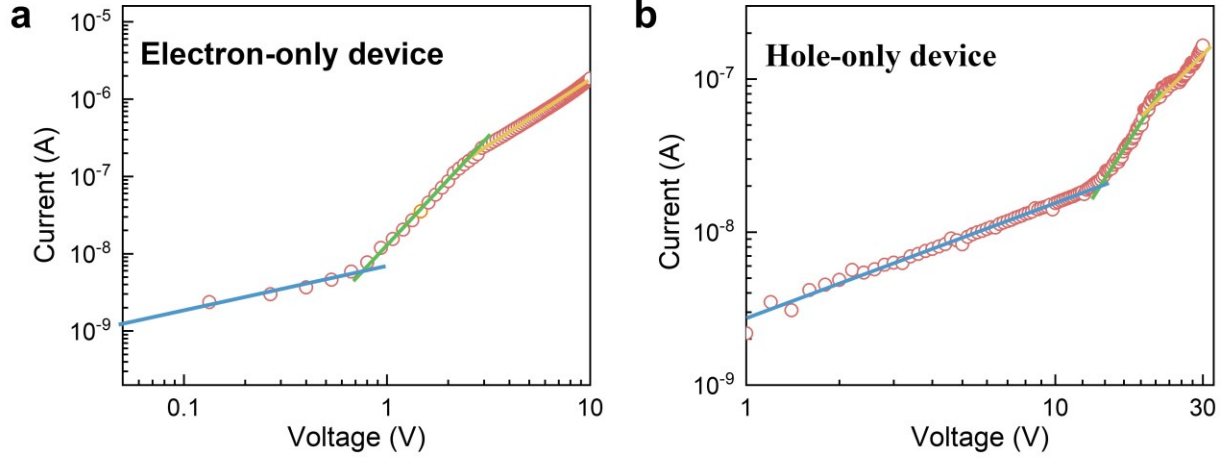 a
Electron-only device
10⁻⁵
10⁻⁶
10⁻⁷
10⁻⁸
10⁻⁹
Current (A)
0.1
1
10
Voltage (V)
b
Hole-only device
10⁻⁷
10⁻⁸
10⁻⁹
Current (A)
1
10
30
Voltage (V)